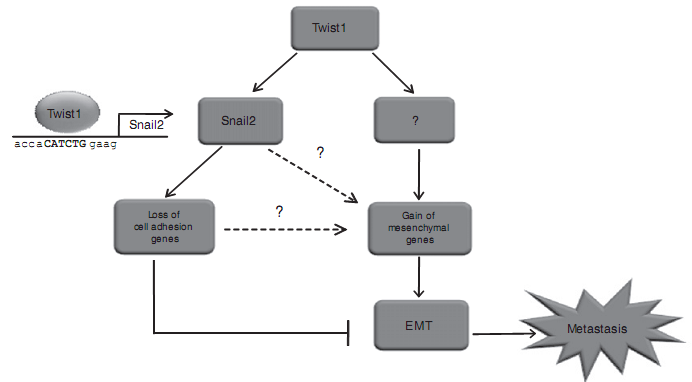 Twist1
Twist1
Snail2
accaCATCTGgaag
Snail2
?
?
Loss of
cell adhesion
genes
?
Gain of
mesenchymal
genes
EMT
Metastasis